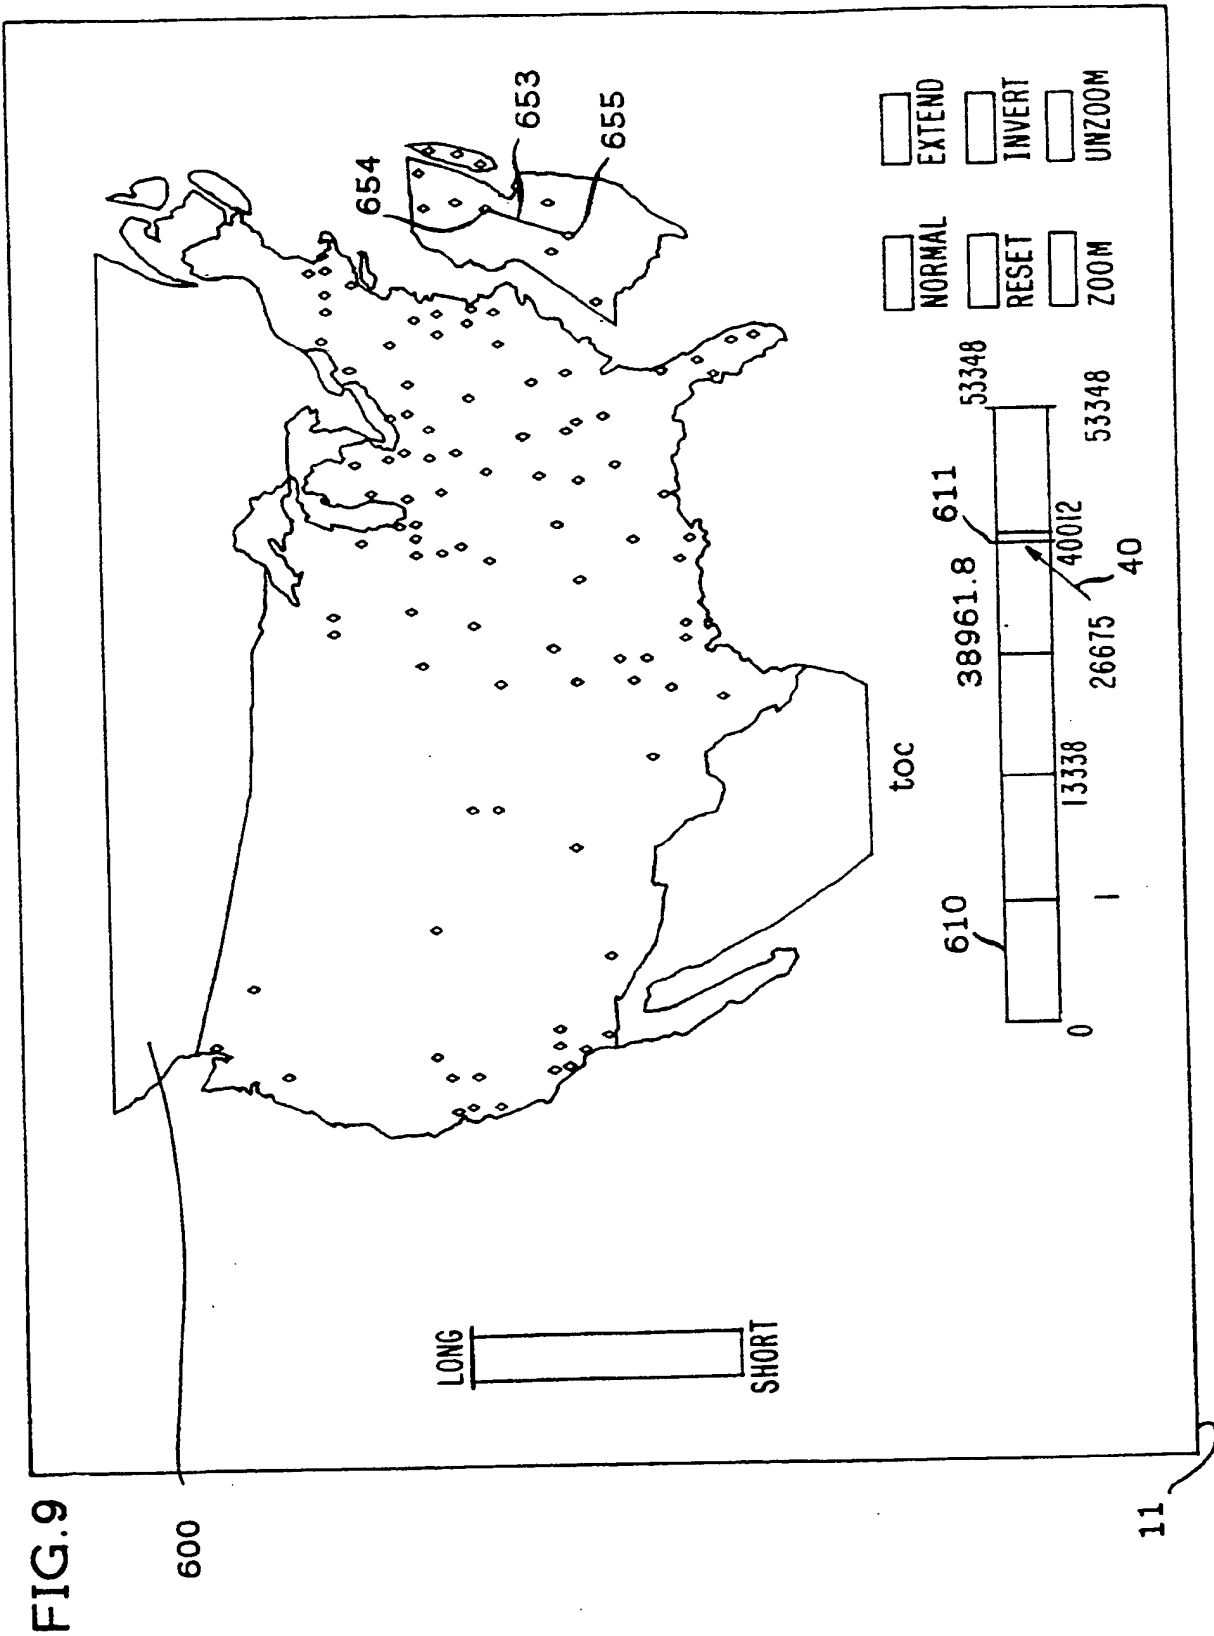 FIG.9
600
11
LONG
SHORT
654
653
655
toc
610
38961.8
611
53348
0
1
13338
26675
40012
53348
40
NORMAL
EXTEND
RESET
INVERT
ZOOM
UNZOOM